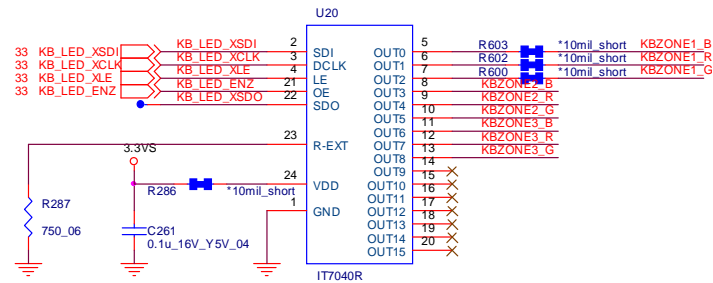 U20
33 KB_LED_XSDI KB_LED_XSDI 2 SDI OUT0 5 R603 *10mil_short KBZONE1_B
33 KB_LED_XCLK KB_LED_XCLK 3 DCLK OUT1 6 R602 *10mil_short KBZONE1_R
33 KB_LED_XLE KB_LED_XLE 4 LE OUT2 7 R600 *10mil_short KBZONE1_G
33 KB_LED_ENZ KB_LED_ENZ 21 OE OUT3 8 KBZONE2_B
KB_LED_XSDO 22 SDO OUT4 9 KBZONE2_R
OUT5 10 KBZONE2_G
OUT6 11 KBZONE3_B
23 R-EXT OUT7 12 KBZONE3_R
OUT8 13 KBZONE3_G
3.3VS OUT9 14
R286 *10mil_short 24 VDD OUT10 15
OUT11 16
R287 1 GND OUT12 17
C261 OUT13 18
750_06 0.1u_16V_Y5V_04 OUT14 19
OUT15 20
IT7040R